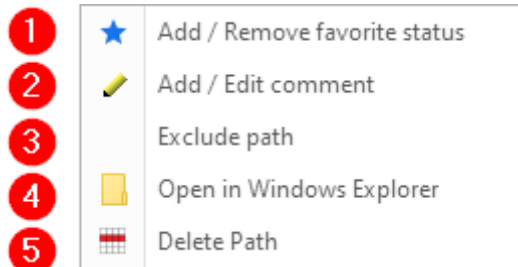 1 Add / Remove favorite status
2 Add / Edit comment
3 Exclude path
4 Open in Windows Explorer
5 Delete Path